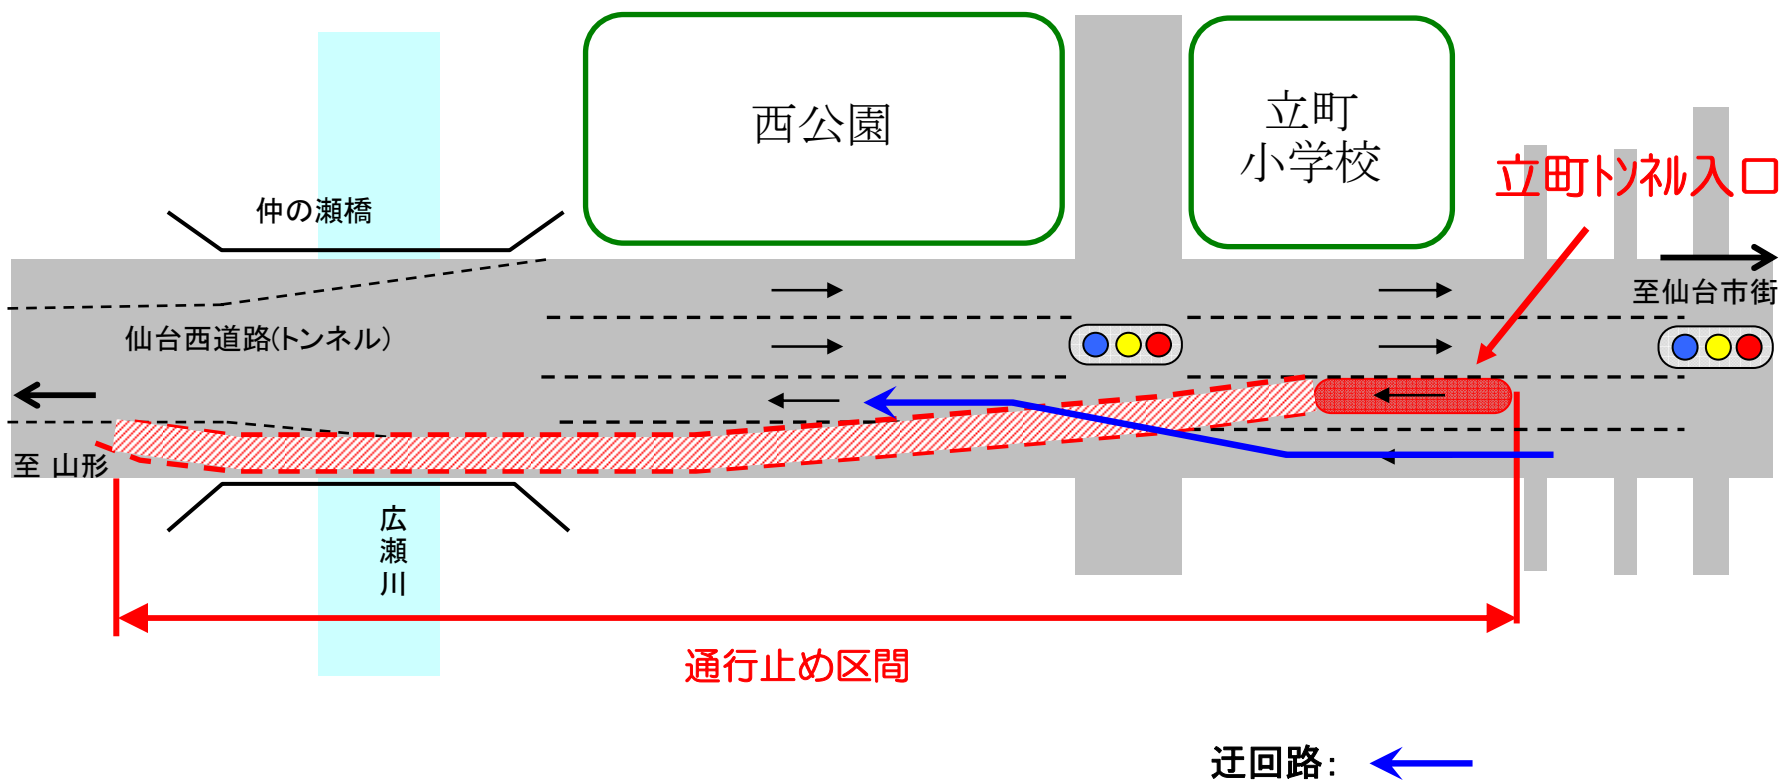 西公園
立町
小学校
立町トンネル入口
仲の瀬橋
至仙台市街
仙台西道路(トンネル)
至 山形
広瀬川
通行止め区間
迂回路: